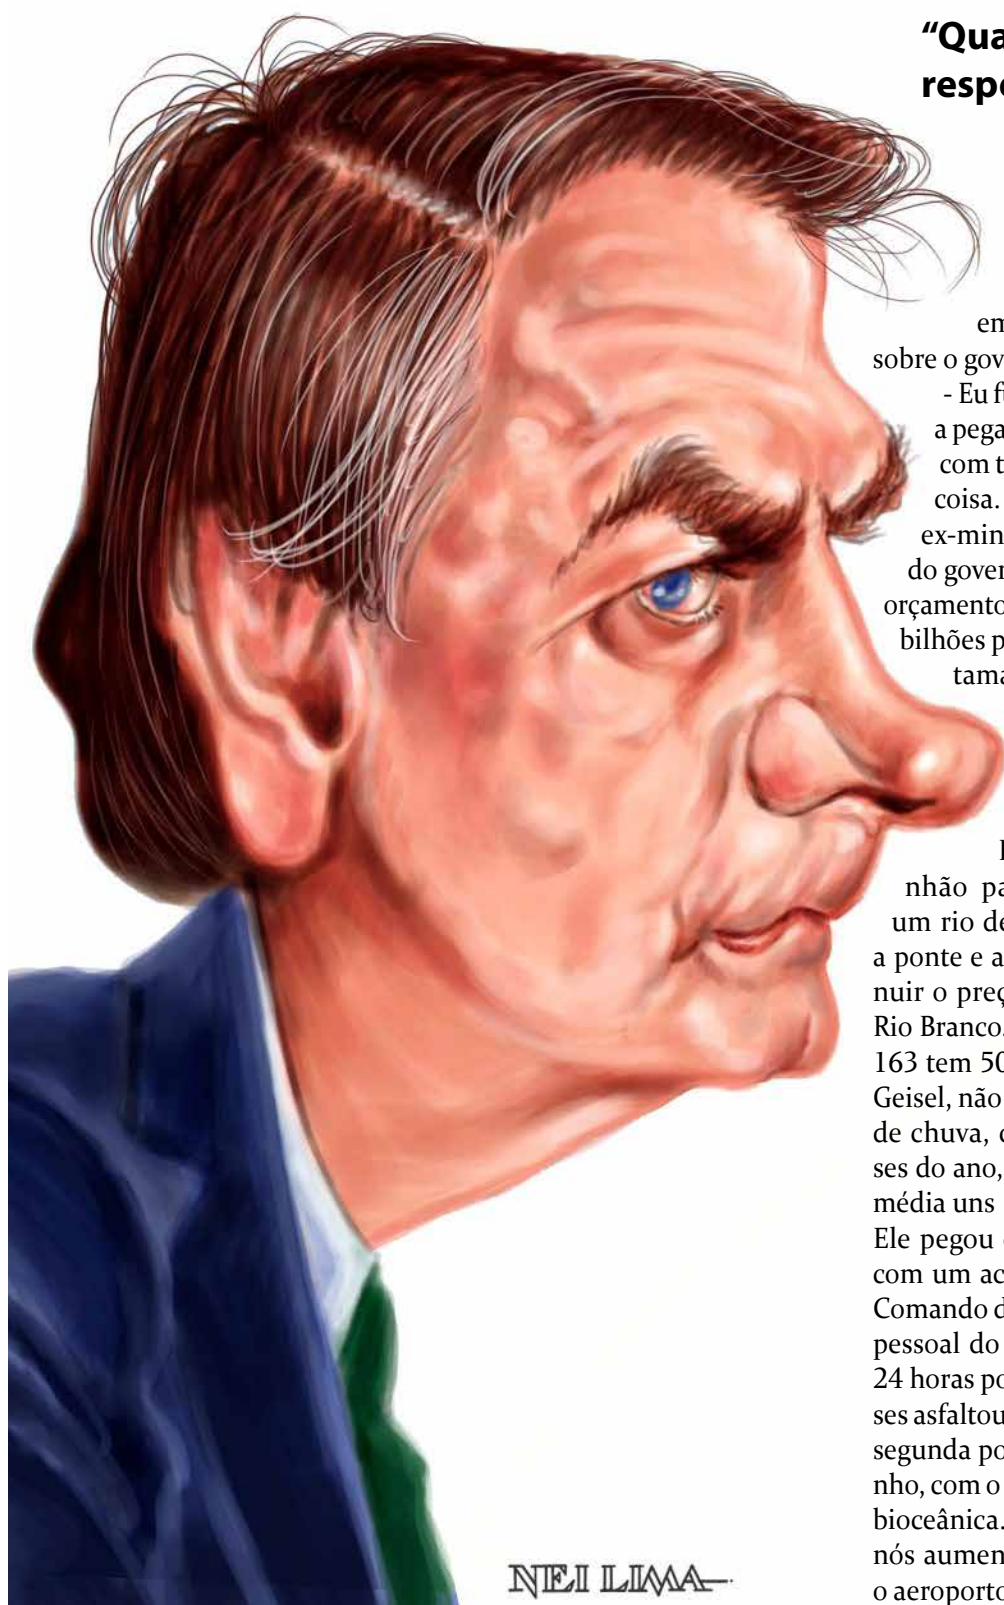 “Qua
respo
em
sobre o gov
- Eu f
a pega
com t
coisa.
ex-min
do gover
orçamento
bilhões p
tama
nhão pa
um rio de
a ponte e a
nuir o preç
Rio Branco.
163 tem 50
Geisel, não
de chuva, c
ses do ano,
média uns
Ele pegou
com um ac
Comando d
pessoal do
24 horas po
ses asfaltou
segunda po
nho, com o
bioceânica.
nós aumen
o aeroporto
NEI LIMA